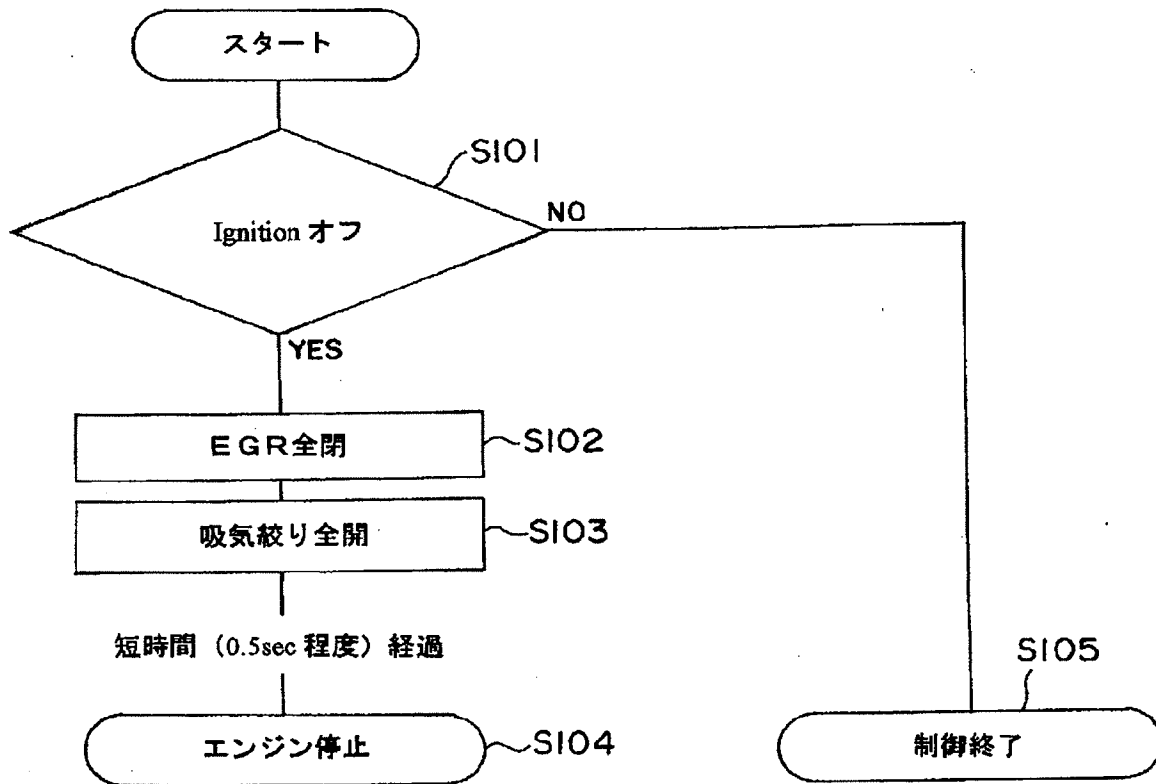 スタート
S101
Ignition オフ
NO
YES
EGR全閉
S102
吸気絞り全開
S103
短時間（0.5sec 程度）経過
エンジン停止
S104
S105
制御終了